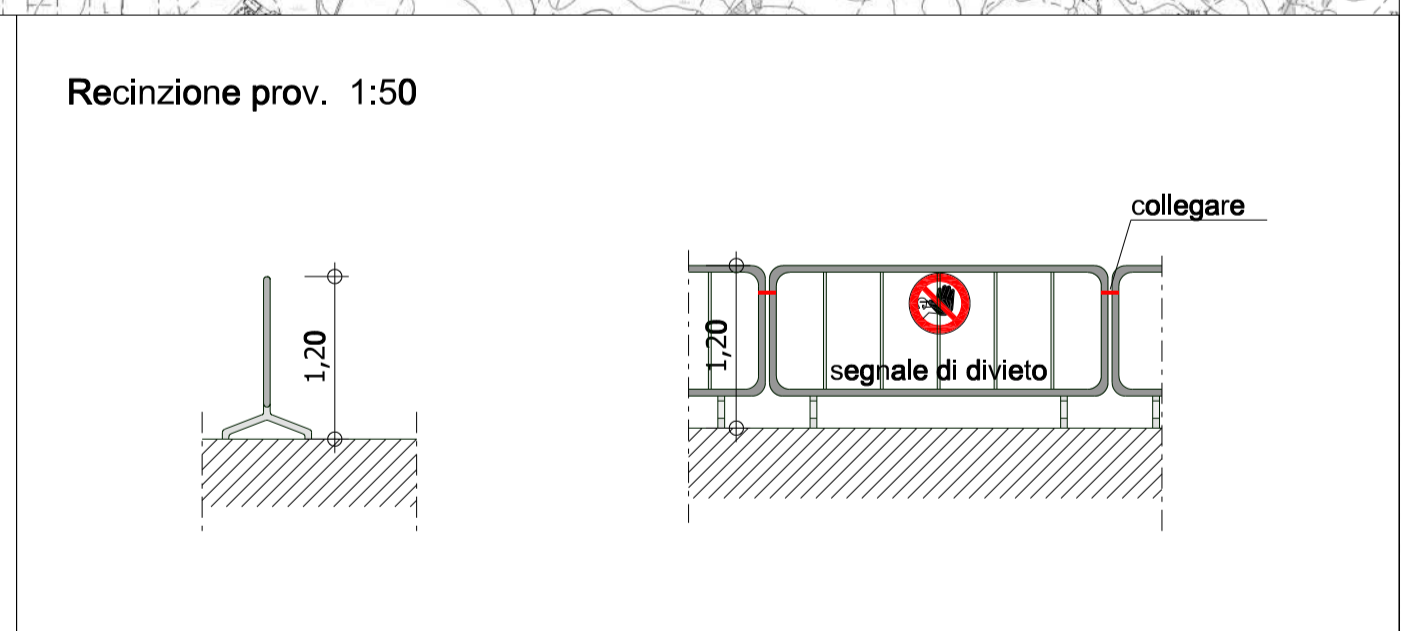 Recinzione prov. 1:50
collegare
1,20
1,20
segnale di divieto